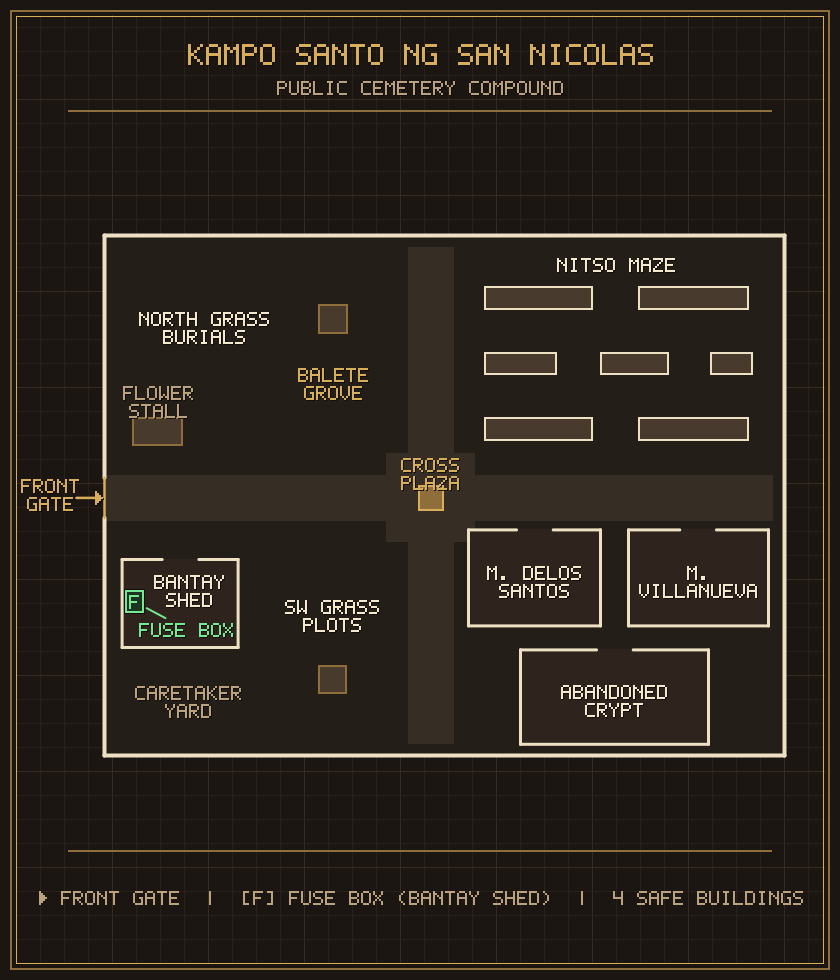 KAMPO SANTO NG SAN NICOLAS
PUBLIC CEMETERY COMPOUND
NITSO MAZE
NORTH GRASS
BURIALS
BALETE
GROVE
FLOWER
STALL
CROSS
PLAZA
FRONT
GATE
M. DELOS
SANTOS
M.
VILLANUEVA
BANTAY
SHED
F
FUSE BOX
SW GRASS
PLOTS
CARETAKER
YARD
ABANDONED
CRYPT
FRONT GATE | [F] FUSE BOX (BANTAY SHED) | 4 SAFE BUILDINGS